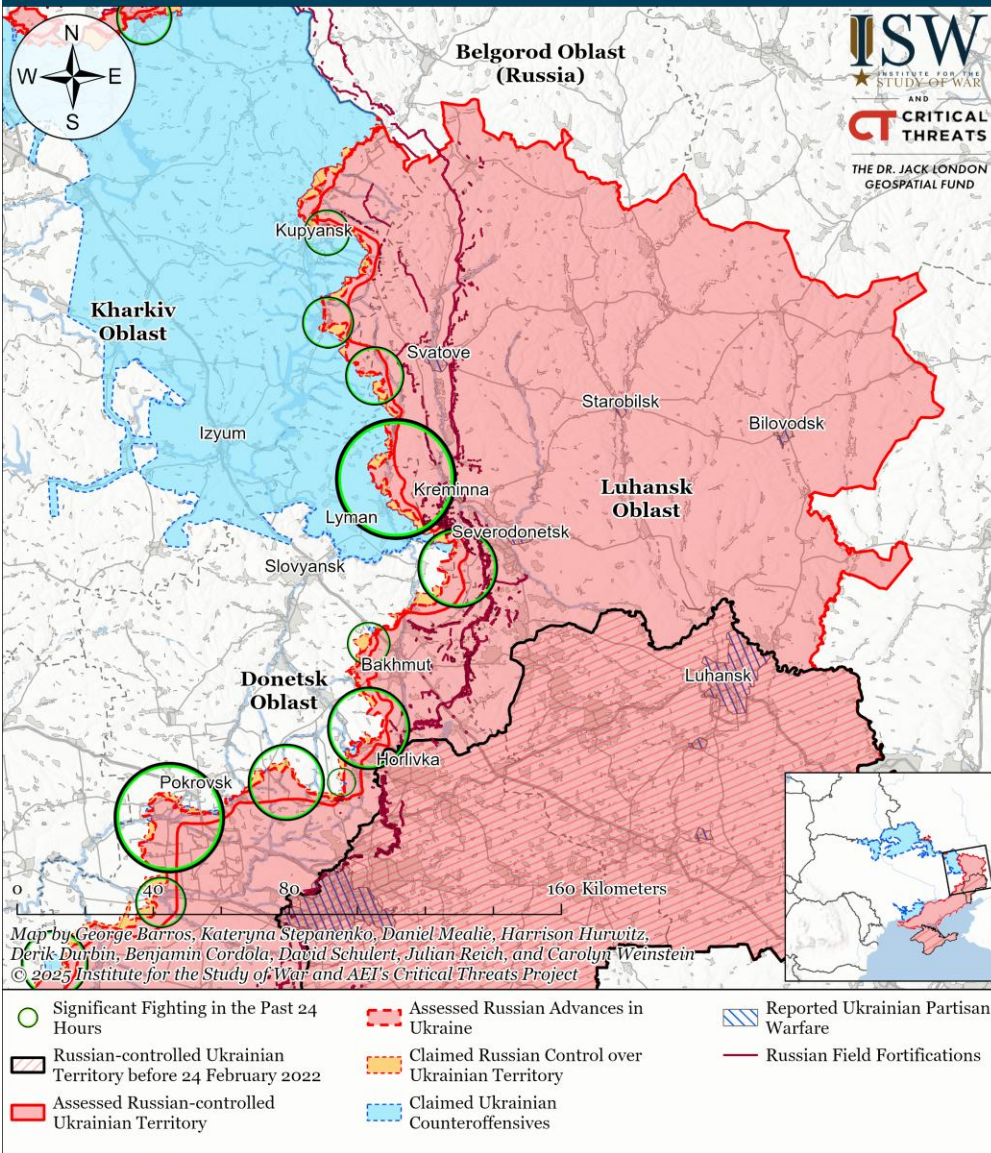 N
W
E
S
Belgorod Oblast
(Russia)
ISW
INSTITUTE FOR THE
STUDY OF WAR
AND
CT CRITICAL
THREATS
THE DR. JACK LONDON
GEOSPATIAL FUND
Kupyansk
Kharkiv
Oblast
Svatove
Starobilsk
Bilovodsk
Izyum
Kreminna
Luhansk
Oblast
Lyman
Severodonetsk
Slovyansk
Bakhmut
Luhansk
Donetsk
Oblast
Horlivka
Pokrovsk
0
40
80
160 Kilometers
Map by George Barros, Kateryna Stepanenko, Daniel Mealie, Harrison Hurwitz,
Derik Durbin, Benjamin Cordola, David Schulert, Julian Reich, and Carolyn Weinstein
© 2025 Institute for the Study of War and AEI's Critical Threats Project
Significant Fighting in the Past 24
Hours
Russian-controlled Ukrainian
Territory before 24 February 2022
Assessed Russian-controlled
Ukrainian Territory
Assessed Russian Advances in
Ukraine
Claimed Russian Control over
Ukrainian Territory
Claimed Ukrainian
Counteroffensives
Reported Ukrainian Partisan
Warfare
Russian Field Fortifications